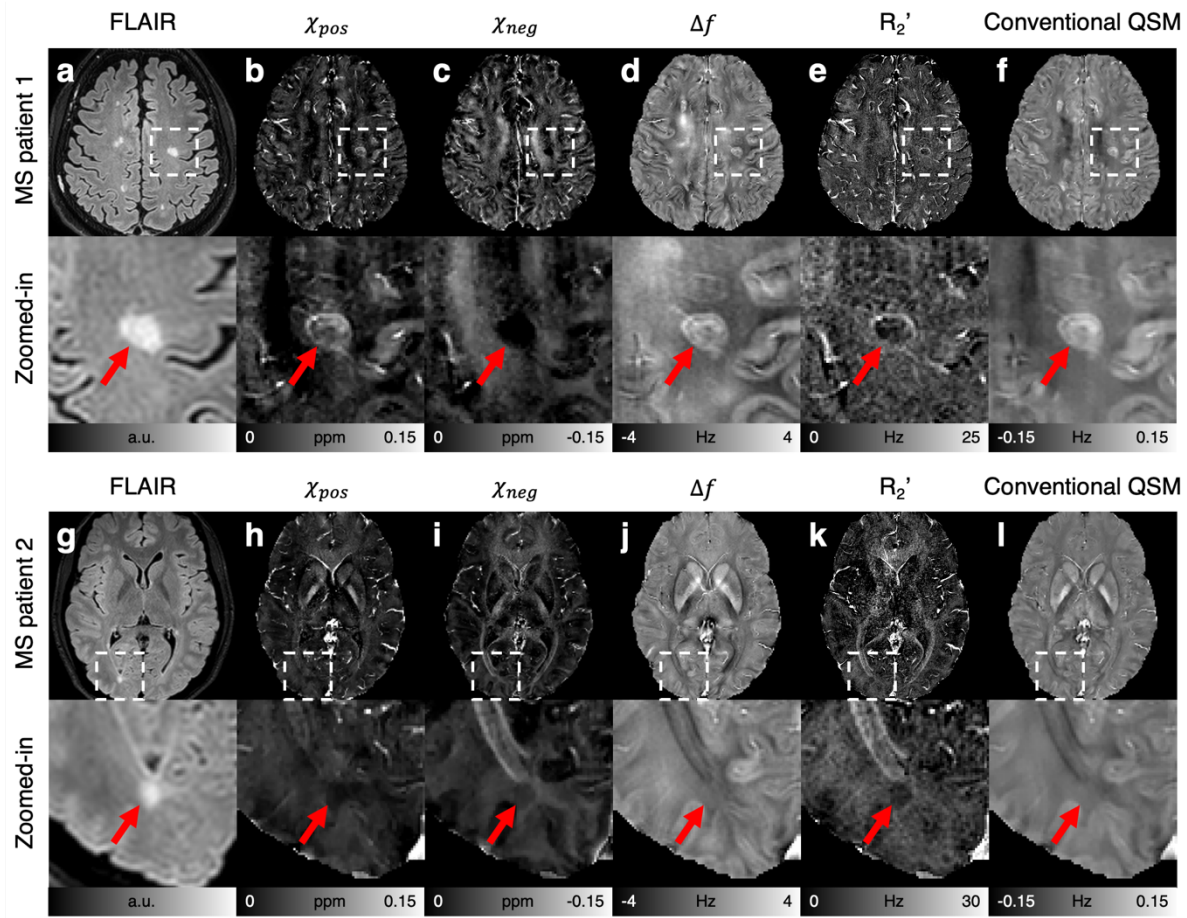 FLAIR χpos χneg Δf R2' Conventional QSM
MS patient 1
a b c d e f
Zoomed-in
a.u. 0 ppm 0.15 0 ppm -0.15 -4 Hz 4 0 Hz 25 -0.15 Hz 0.15
FLAIR χpos χneg Δf R2' Conventional QSM
MS patient 2
g h i j k l
Zoomed-in
a.u. 0 ppm 0.15 0 ppm -0.15 -4 Hz 4 0 Hz 30 -0.15 Hz 0.15